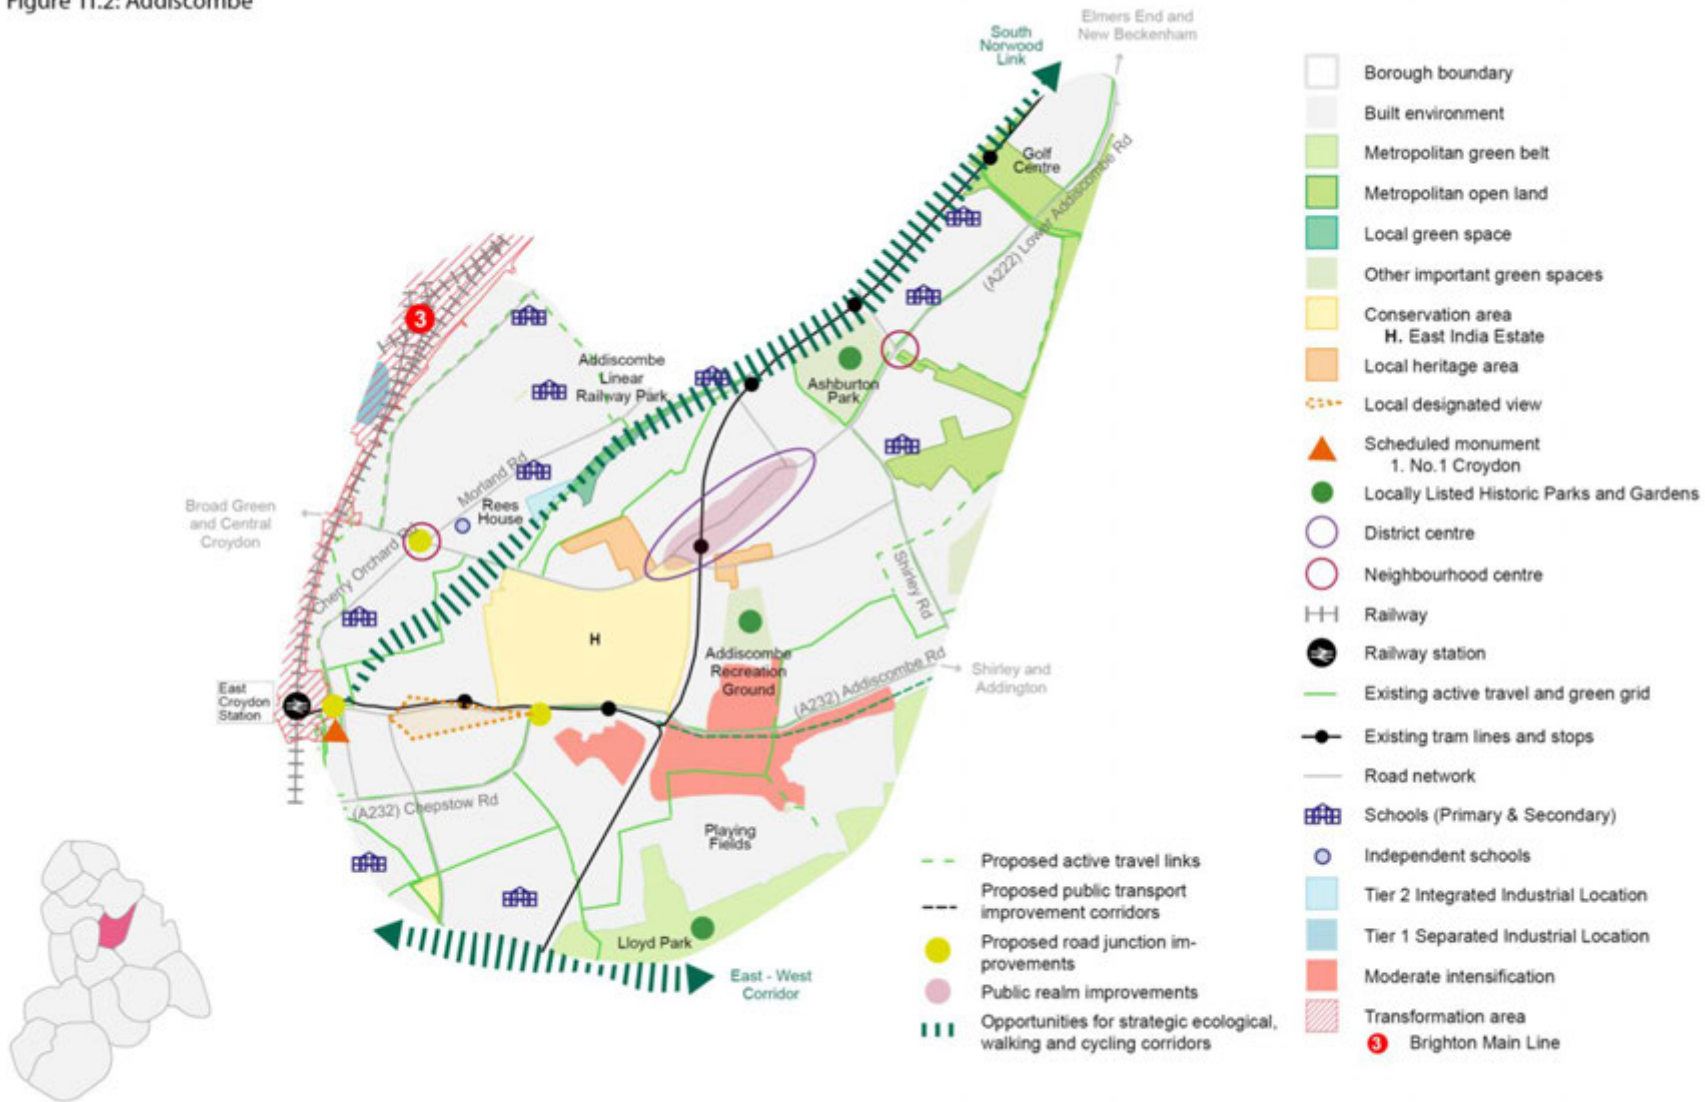 Figure 11.2: Addiscombe
Elmers End and
New Beckenham
South
Norwood
Link
Golf
Centre
(A222) Lower Addiscombe Rd
3
Addiscombe
Linear
Railway Park
Ashburton
Park
Morland Rd
Rees
House
Broad Green
and Central
Croydon
Cherry Orchard Rd
Shirley Rd
H
Addiscombe
Recreation
Ground
(A232) Addiscombe Rd
Shirley and
Addington
East
Croydon
Station
(A232) Chepstow Rd
Playing
Fields
Lloyd Park
East - West
Corridor
Proposed active travel links
Proposed public transport
improvement corridors
Proposed road junction im-
provements
Public realm improvements
Opportunities for strategic ecological,
walking and cycling corridors
Borough boundary
Built environment
Metropolitan green belt
Metropolitan open land
Local green space
Other important green spaces
Conservation area
H. East India Estate
Local heritage area
Local designated view
Scheduled monument
1. No.1 Croydon
Locally Listed Historic Parks and Gardens
District centre
Neighbourhood centre
Railway
Railway station
Existing active travel and green grid
Existing tram lines and stops
Road network
Schools (Primary & Secondary)
Independent schools
Tier 2 Integrated Industrial Location
Tier 1 Separated Industrial Location
Moderate intensification
Transformation area
3 Brighton Main Line